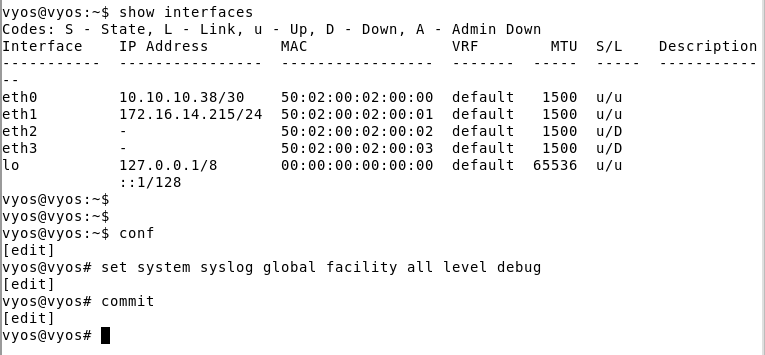 vyos@vyos:~$ show interfaces
Codes: S - State, L - Link, u - Up, D - Down, A - Admin Down
Interface    IP Address        MAC                VRF        MTU  S/L    Description
-----------  ----------------  -----------------  -------  -----  -----  -----------
--
eth0         10.10.10.38/30    50:02:00:02:00:00  default   1500  u/u
eth1         172.16.14.215/24  50:02:00:02:00:01  default   1500  u/u
eth2         -                 50:02:00:02:00:02  default   1500  u/D
eth3         -                 50:02:00:02:00:03  default   1500  u/D
lo           127.0.0.1/8       00:00:00:00:00:00  default  65536  u/u
             ::1/128
vyos@vyos:~$
vyos@vyos:~$
vyos@vyos:~$ conf
[edit]
vyos@vyos# set system syslog global facility all level debug
[edit]
vyos@vyos# commit
[edit]
vyos@vyos#